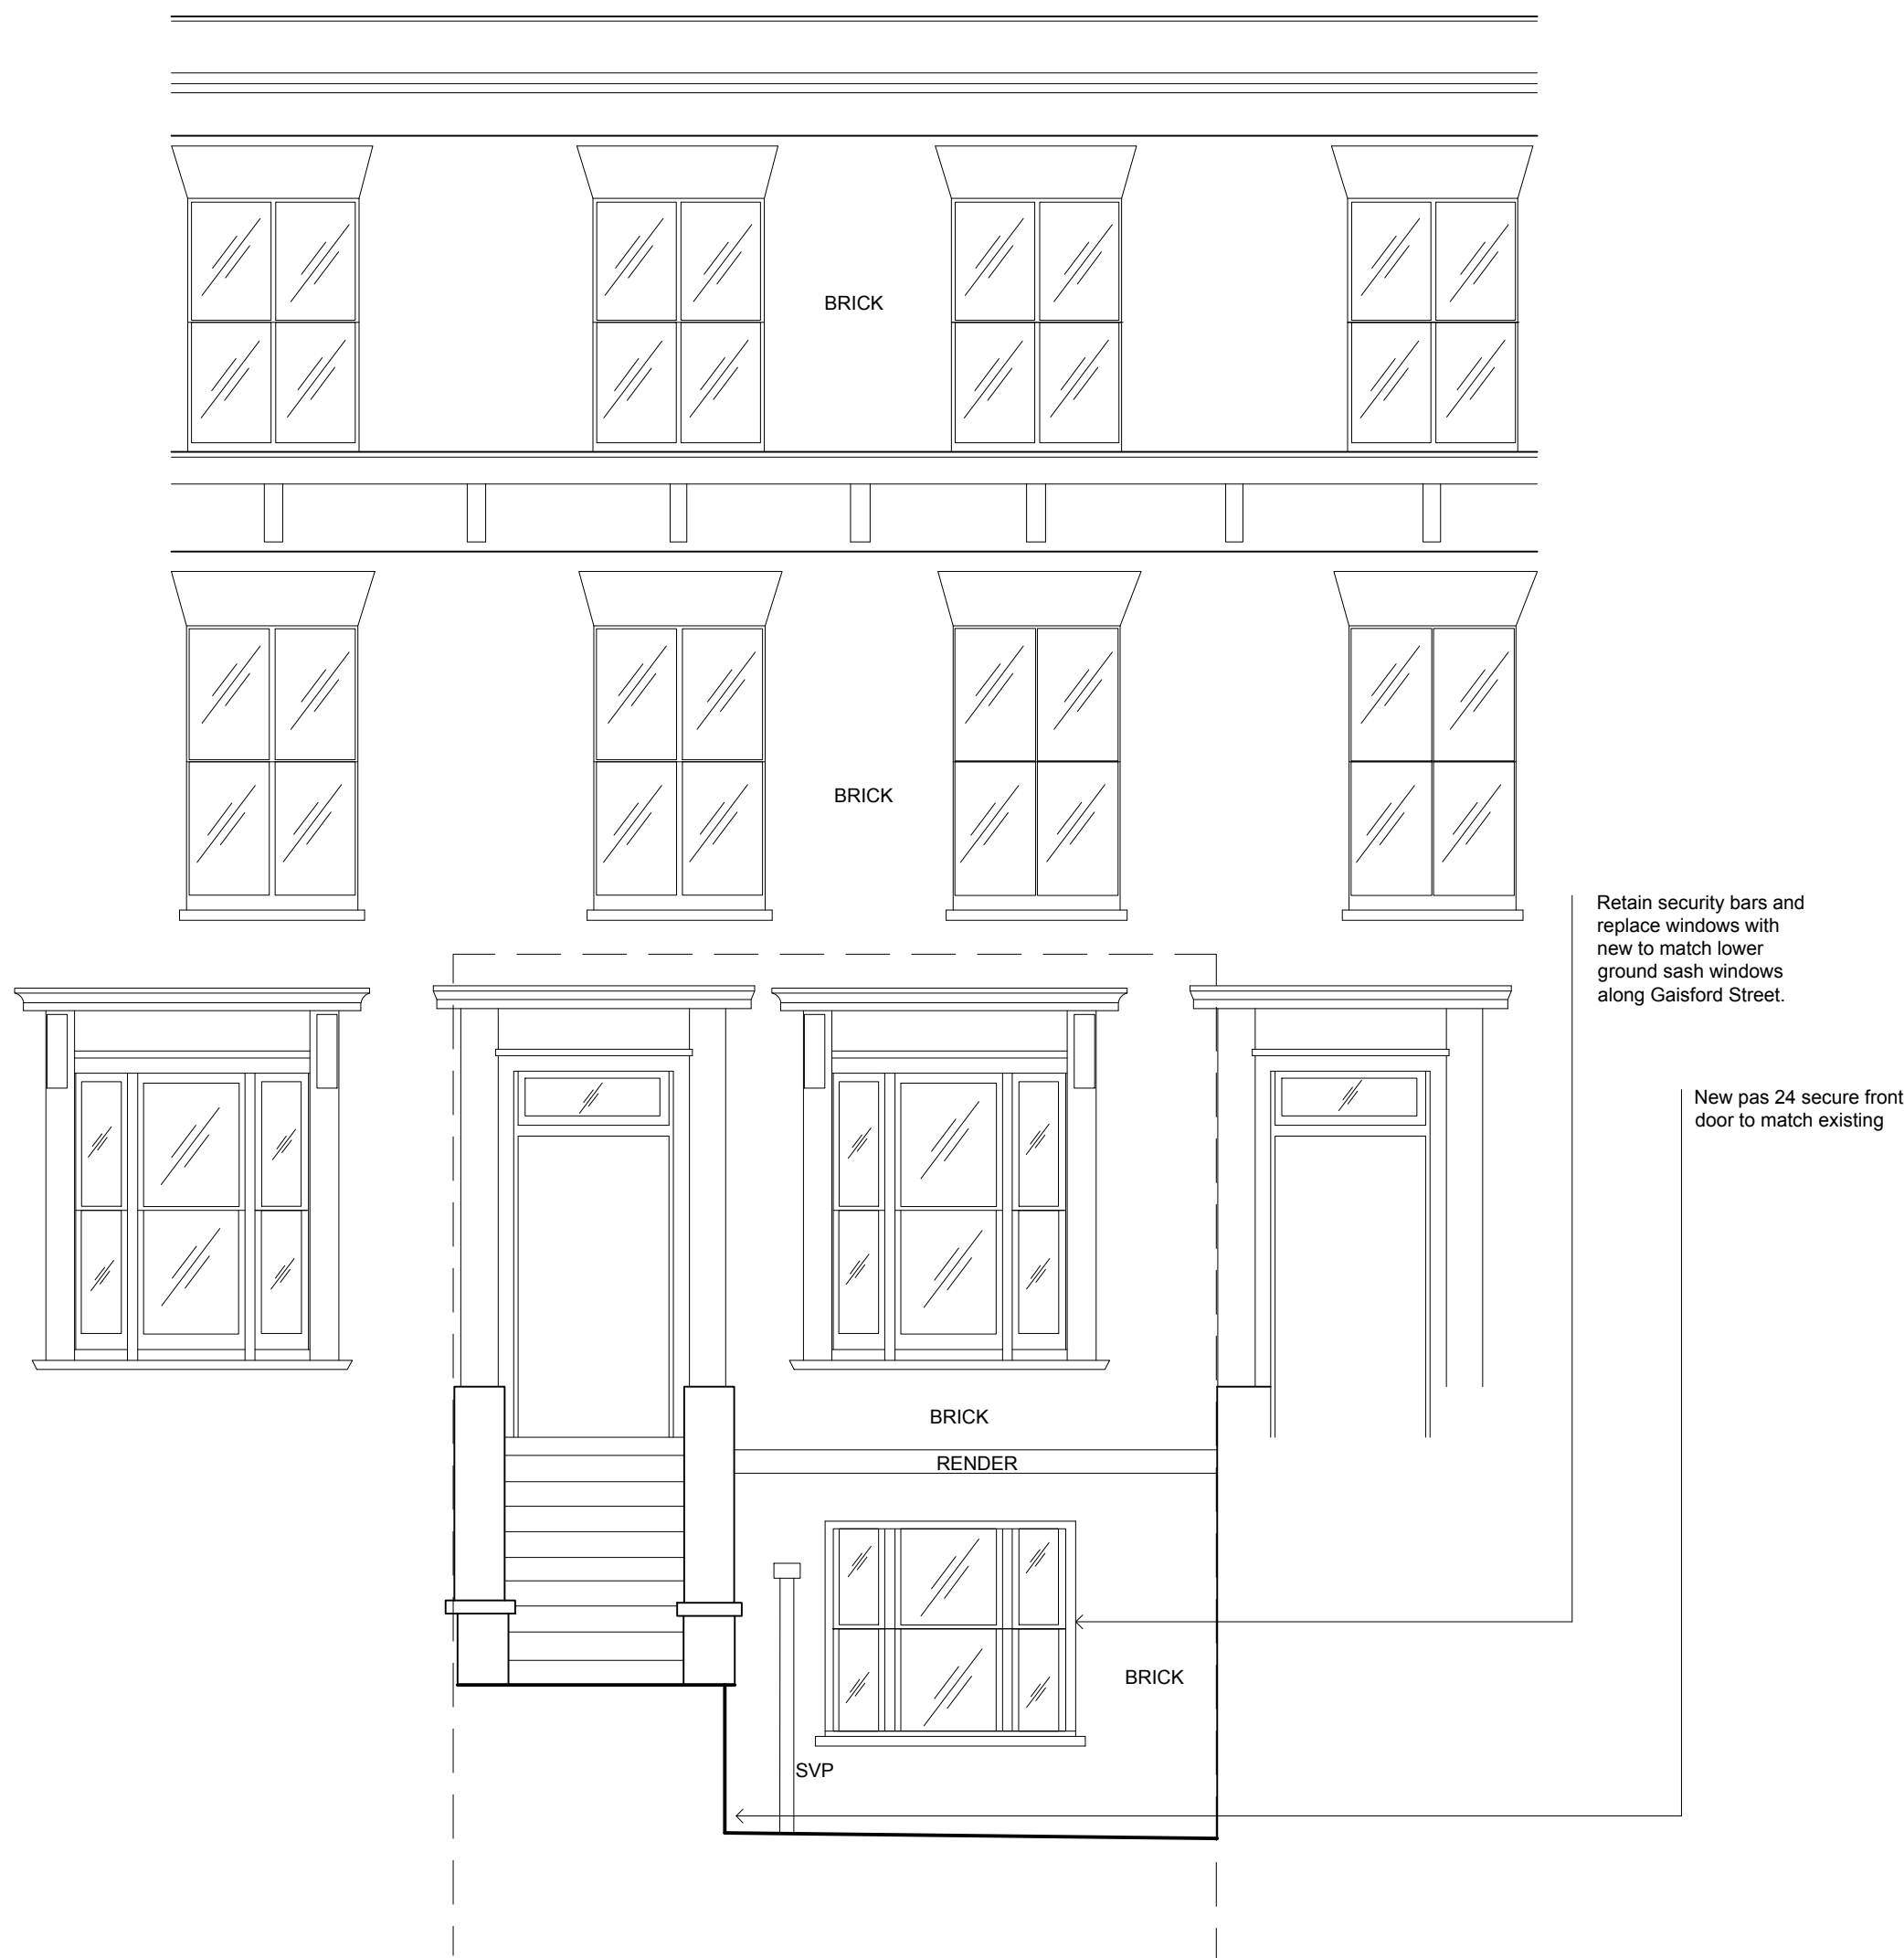 BRICK
BRICK
Retain security bars and
replace windows with
new to match lower
ground sash windows
along Gaisford Street.
New pas 24 secure front
door to match existing
BRICK
RENDER
BRICK
SVP